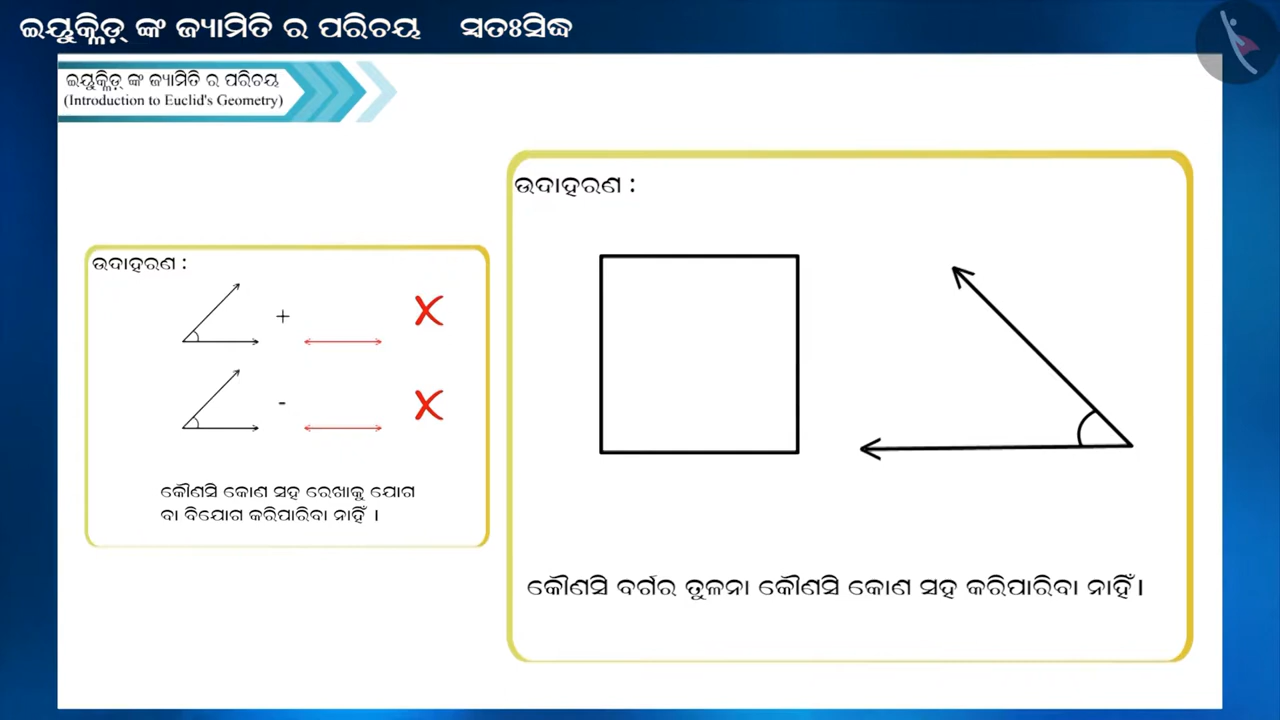 ଇୟୁକ୍ଳିଡ଼୍ ଙ୍କ ଜ୍ୟାମିତି ର ପରିଚୟ ସ୍ୱତଃସିଦ୍ଧ
ଇୟୁକ୍ଳିଡ଼୍ ଙ୍କ ଜ୍ୟାମିତି ର ପରିଚୟ
(Introduction to Euclid's Geometry)
ଉଦାହରଣ :
+
X
-
X
କୌଣସି କୋଣ ସହ ରେଖାକୁ ଯୋଗ
ବା ବିଯୋଗ କରିପାରିବା ନାହିଁ ।
ଉଦାହରଣ :
କୌଣସି ବର୍ଗର ତୁଳନା କୌଣସି କୋଣ ସହ କରିପାରିବା ନାହିଁ ।